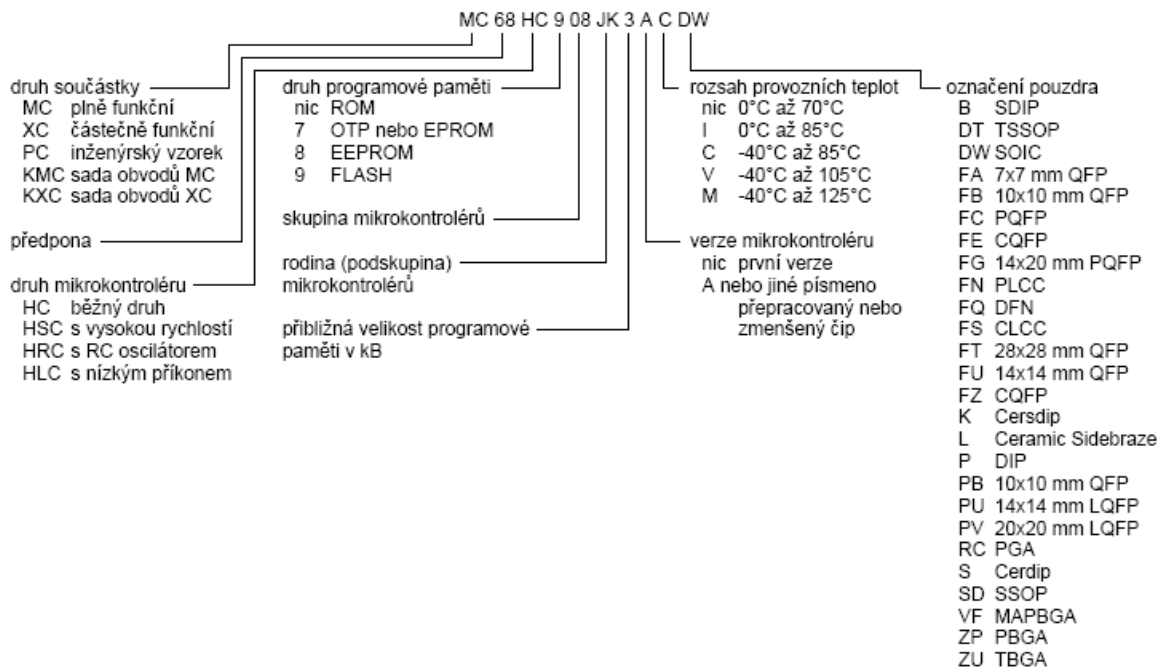 MC 68 HC 9 08 JK 3 A C DW
druh součástky
MC plně funkční
XC částečně funkční
PC inženýrský vzorek
KMC sada obvodů MC
KXC sada obvodů XC
předpona
druh mikrokontroléru
HC běžný druh
HSC s vysokou rychlostí
HRC s RC oscilátorem
HLC s nízkým příkonem
druh programové paměti
nic ROM
7 OTP nebo EPROM
8 EEPROM
9 FLASH
skupina mikrokontrolérů
rodina (podskupina)
mikrokontrolérů
přibližná velikost programové
paměti v kB
rozsah provozních teplot
nic 0°C až 70°C
I 0°C až 85°C
C -40°C až 85°C
V -40°C až 105°C
M -40°C až 125°C
verze mikrokontroléru
nic první verze
A nebo jiné písmeno
přepracovaný nebo
zmenšený čip
označení pouzdra
B SDIP
DT TSSOP
DW SOIC
FA 7x7 mm QFP
FB 10x10 mm QFP
FC PQFP
FE CQFP
FG 14x20 mm PQFP
FN PLCC
FQ DFN
FS CLCC
FT 28x28 mm QFP
FU 14x14 mm QFP
FZ CQFP
K Cersdip
L Ceramic Sidebraze
P DIP
PB 10x10 mm QFP
PU 14x14 mm LQFP
PV 20x20 mm LQFP
RC PGA
S Cerdip
SD SSOP
VF MAPBGA
ZP PBGA
ZU TBGA